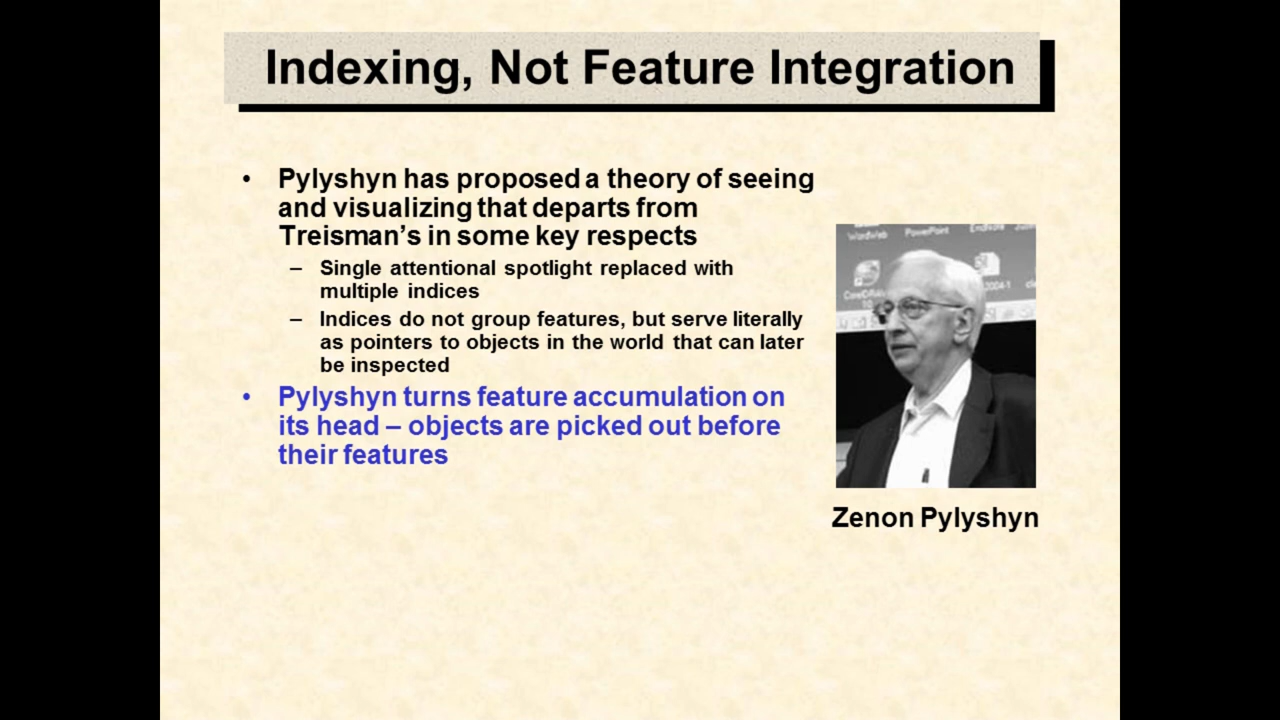 Indexing, Not Feature Integration
• Pylyshyn has proposed a theory of seeing
and visualizing that departs from
Treisman's in some key respects
– Single attentional spotlight replaced with
multiple indices
– Indices do not group features, but serve literally
as pointers to objects in the world that can later
be inspected
• Pylyshyn turns feature accumulation on
its head – objects are picked out before
their features
WordWeb PowerPoint EndNote
Zenon Pylyshyn